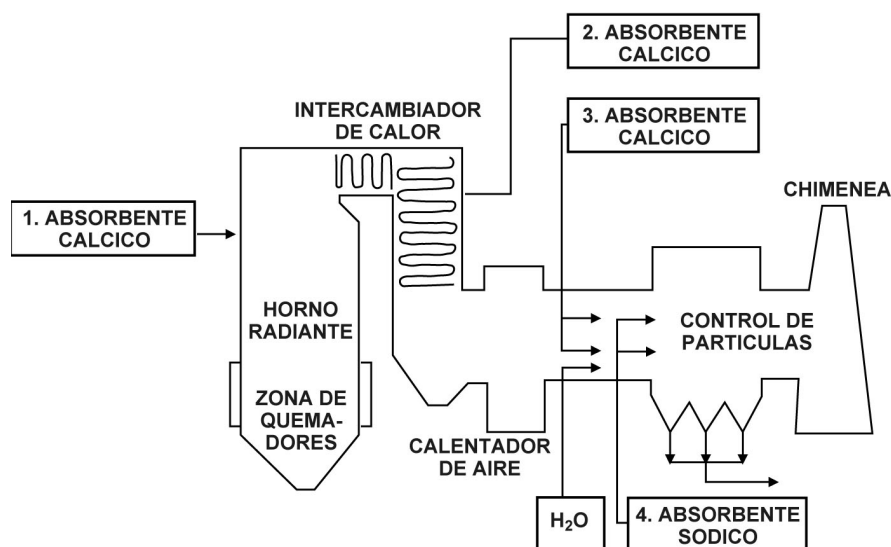 2. ABSORBENTE
CALCICO
INTERCAMBIADOR
DE CALOR
3. ABSORBENTE
CALCICO
CHIMENEA
1. ABSORBENTE
CALCICO
HORNO
RADIANTE
CONTROL DE
PARTICULAS
ZONA DE
QUEMA-
DORES
CALENTADOR
DE AIRE
H₂O
4. ABSORBENTE
SODICO